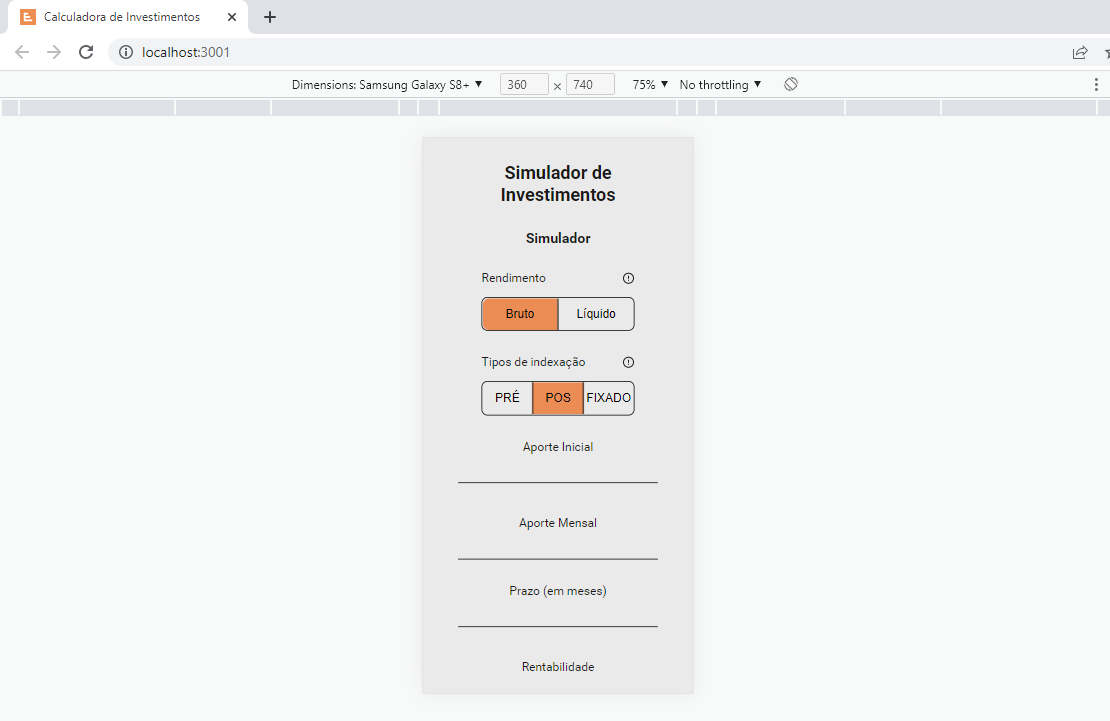 Calculadora de Investimentos
localhost:3001
Dimensions: Samsung Galaxy S8+ 360 x 740 75% No throttling
Simulador de
Investimentos
Simulador
Rendimento
Bruto Líquido
Tipos de indexação
PRÉ POS FIXADO
Aporte Inicial
Aporte Mensal
Prazo (em meses)
Rentabilidade